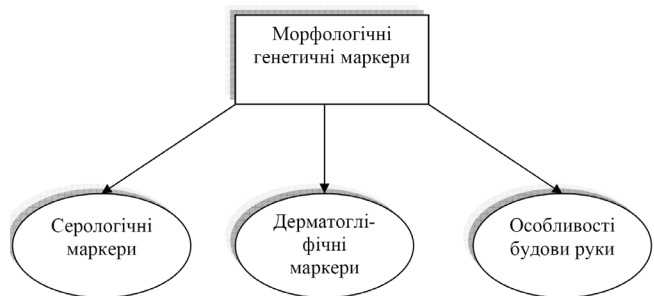 Морфологічні
генетичні маркери
Серологічні
маркери
Дерматоглі-
фічні
маркери
Особливості
будови руки